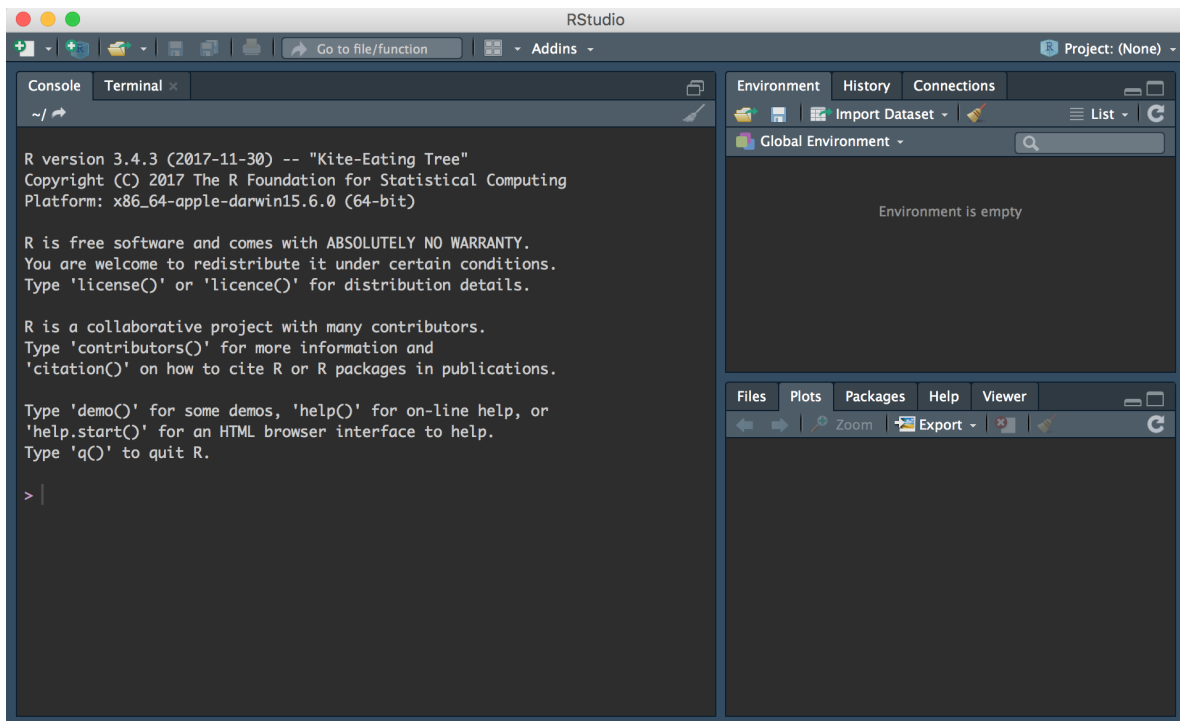 RStudio
Go to file/function
Addins
Project: (None)
Console
Terminal
~/
R version 3.4.3 (2017-11-30) -- "Kite-Eating Tree"
Copyright (C) 2017 The R Foundation for Statistical Computing
Platform: x86_64-apple-darwin15.6.0 (64-bit)
R is free software and comes with ABSOLUTELY NO WARRANTY.
You are welcome to redistribute it under certain conditions.
Type 'license()' or 'licence()' for distribution details.
R is a collaborative project with many contributors.
Type 'contributors()' for more information and
'citation()' on how to cite R or R packages in publications.
Type 'demo()' for some demos, 'help()' for on-line help, or
'help.start()' for an HTML browser interface to help.
Type 'q()' to quit R.
>
Environment
History
Connections
Import Dataset
List
Global Environment
Environment is empty
Files
Plots
Packages
Help
Viewer
Zoom
Export